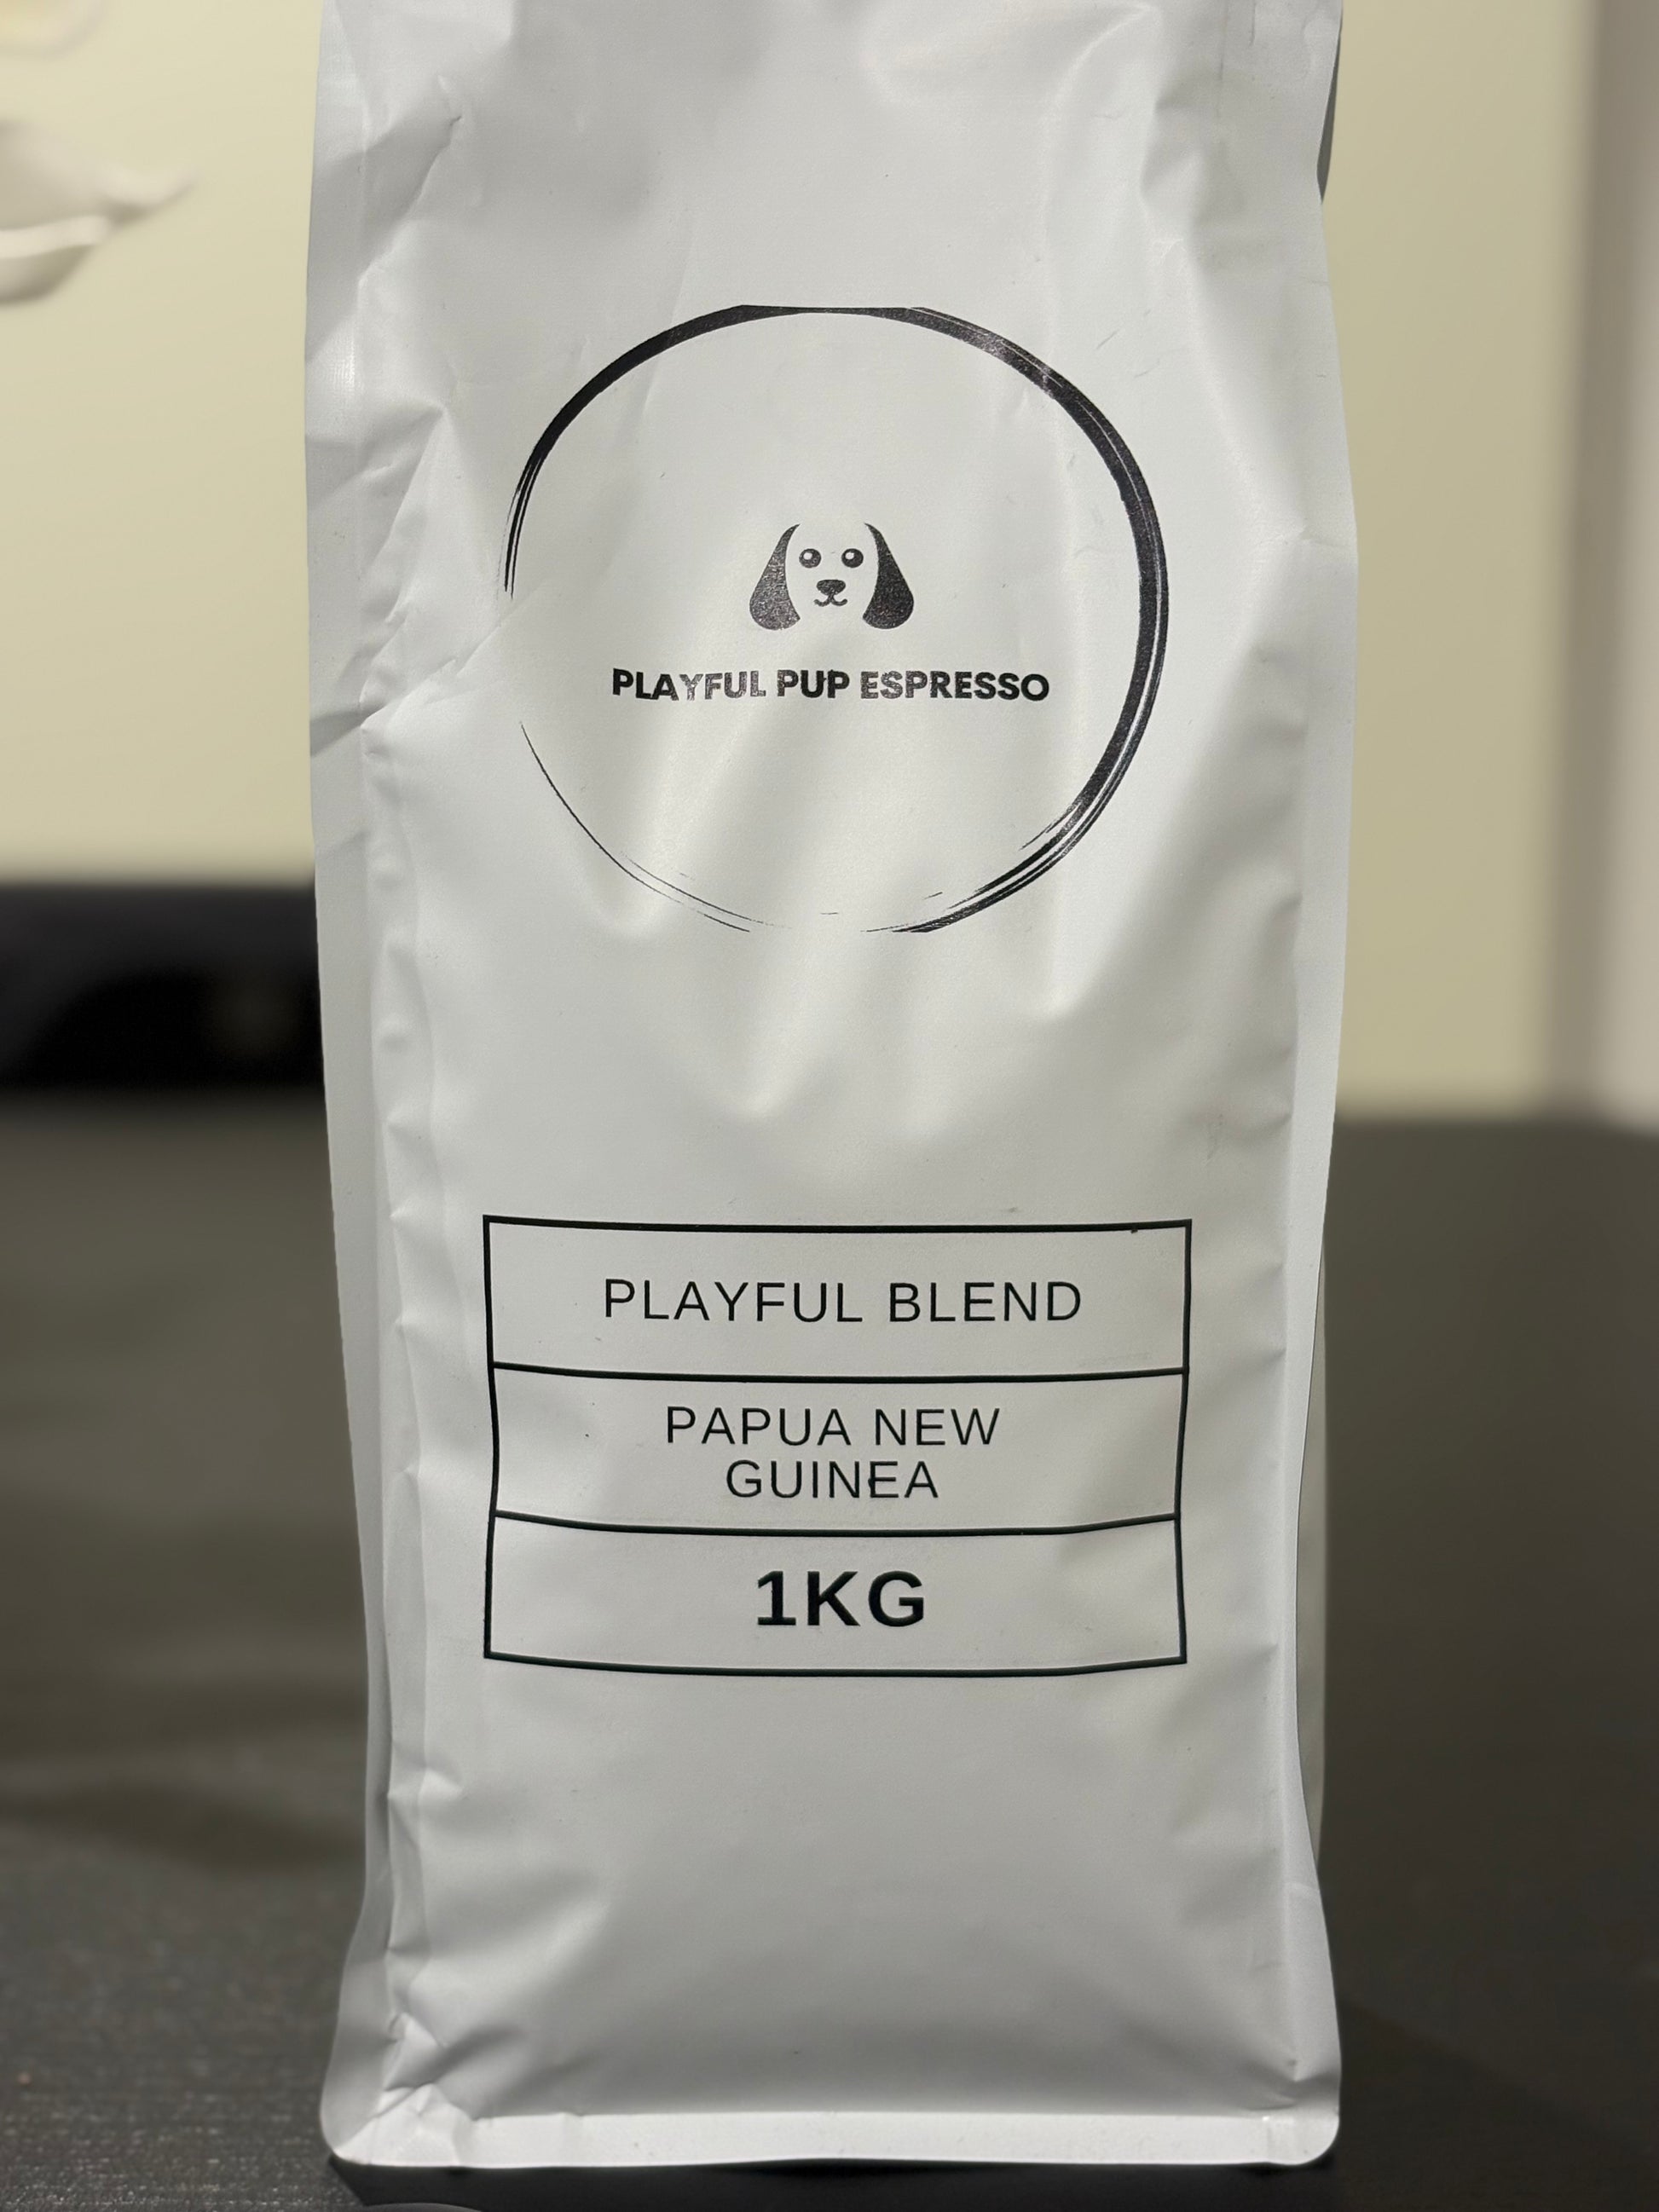 PLAYFUL PUP ESPRESSO
PLAYFUL BLEND
PAPUA NEW
GUINEA
1KG